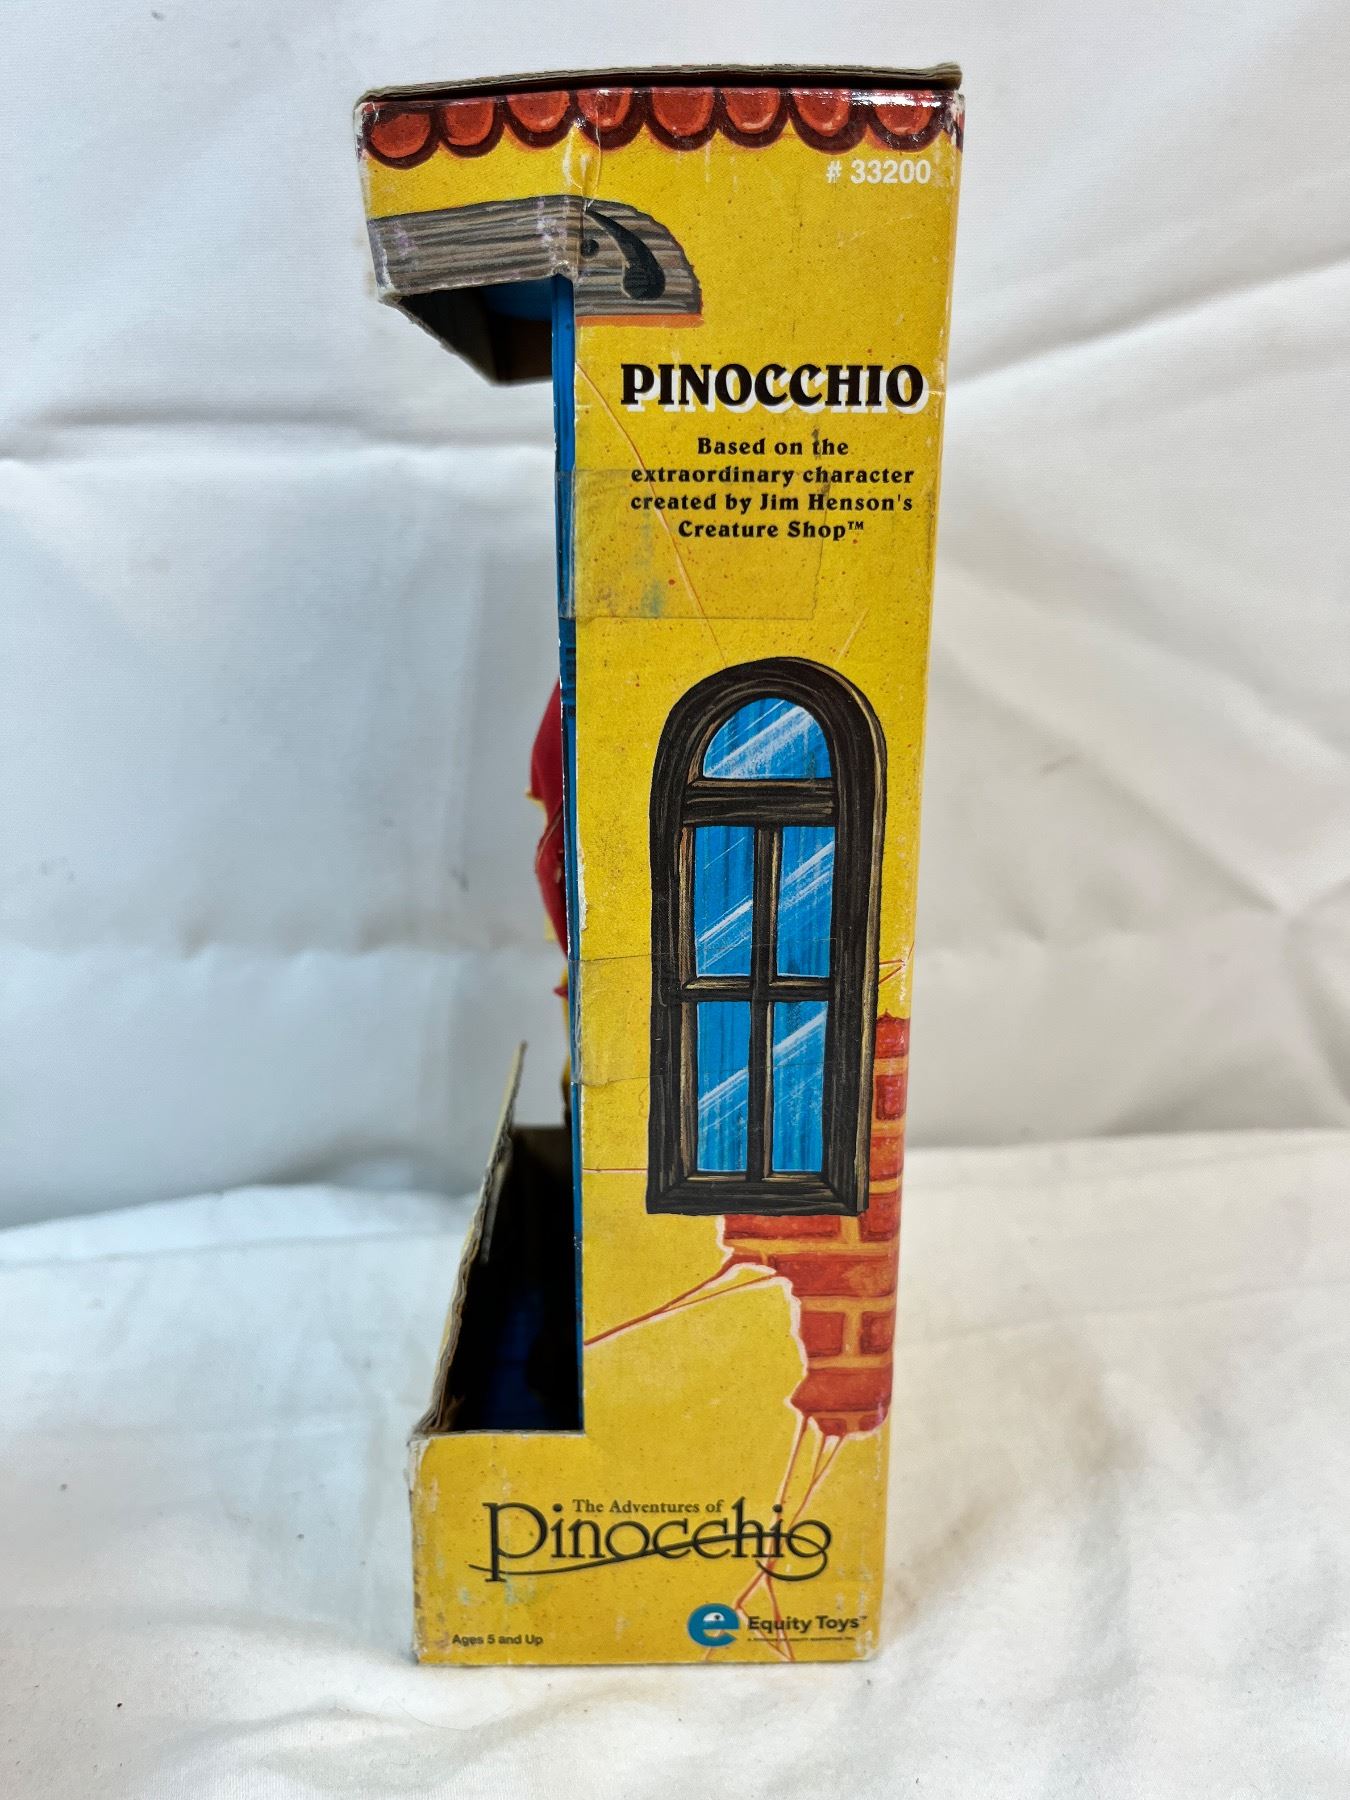 # 33200
PINOCCHIO
Based on the
extraordinary character
created by Jim Henson's
Creature Shop™
The Adventures of
Pinocchio
e Equity Toys™
Ages 5 and Up